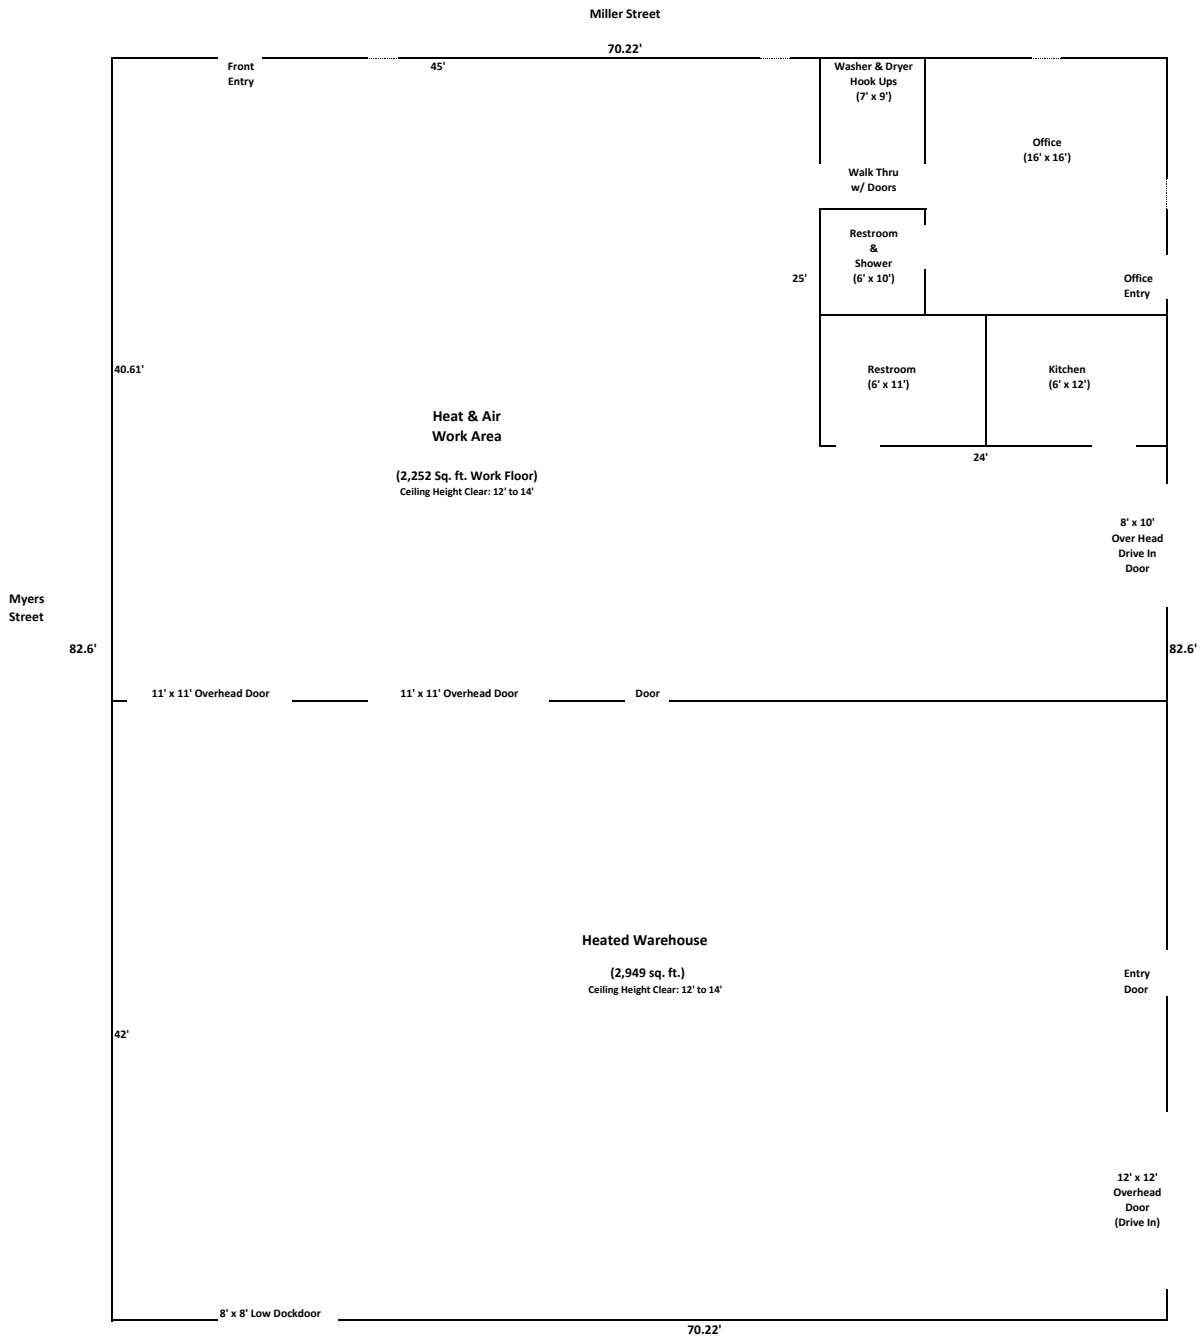 Miller Street
70.22'
Front
Entry
45'
Washer & Dryer
Hook Ups
(7' x 9')
Office
(16' x 16')
Walk Thru
w/ Doors
Restroom
&
Shower
(6' x 10')
25'
Office
Entry
40.61'
Restroom
(6' x 11')
Kitchen
(6' x 12')
24'
Heat & Air
Work Area
(2,252 Sq. ft. Work Floor)
Ceiling Height Clear: 12' to 14'
8' x 10'
Over Head
Drive In
Door
Myers
Street
82.6'
82.6'
11' x 11' Overhead Door
11' x 11' Overhead Door
Door
Heated Warehouse
(2,949 sq. ft.)
Ceiling Height Clear: 12' to 14'
Entry
Door
42'
12' x 12'
Overhead
Door
(Drive In)
8' x 8' Low Dockdoor
70.22'